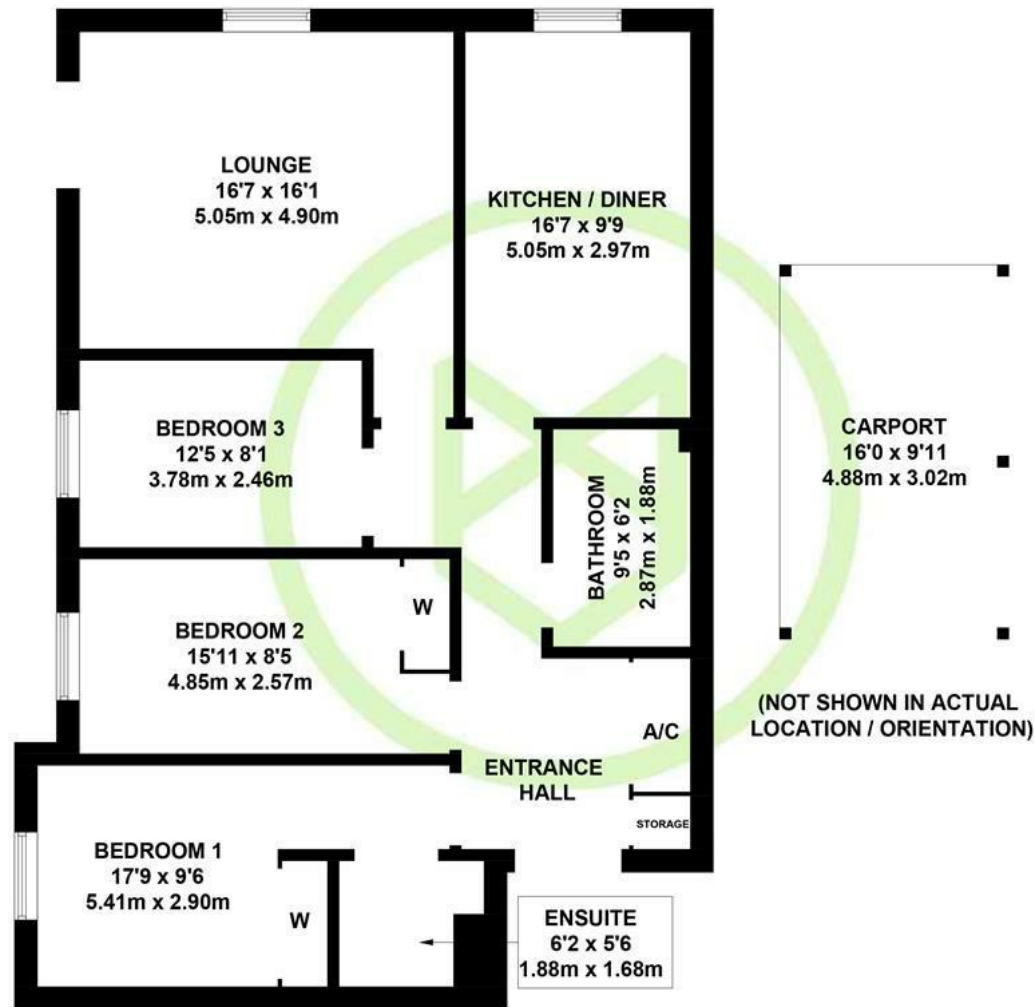 LOUNGE
16'7 x 16'1
5.05m x 4.90m
KITCHEN / DINER
16'7 x 9'9
5.05m x 2.97m
BEDROOM 3
12'5 x 8'1
3.78m x 2.46m
BATHROOM
9'5 x 6'2
2.87m x 1.88m
CARPORT
16'0 x 9'11
4.88m x 3.02m
(NOT SHOWN IN ACTUAL
LOCATION / ORIENTATION)
BEDROOM 2
15'11 x 8'5
4.85m x 2.57m
W
A/C
ENTRANCE
HALL
STORAGE
BEDROOM 1
17'9 x 9'6
5.41m x 2.90m
W
ENSUITE
6'2 x 5'6
1.88m x 1.68m